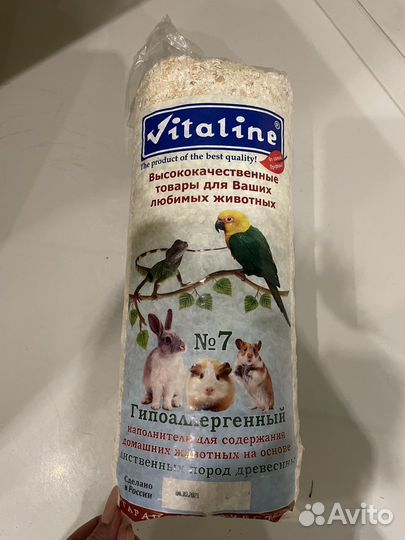 Vitaline®
The product of the best quality!
Высококачественные
товары для Ваших
любимых животных
№7
Гипоаллергенный
наполнитель для содержания
домашних животных на основе
лиственных пород древесины
Сделано
в России
Avito